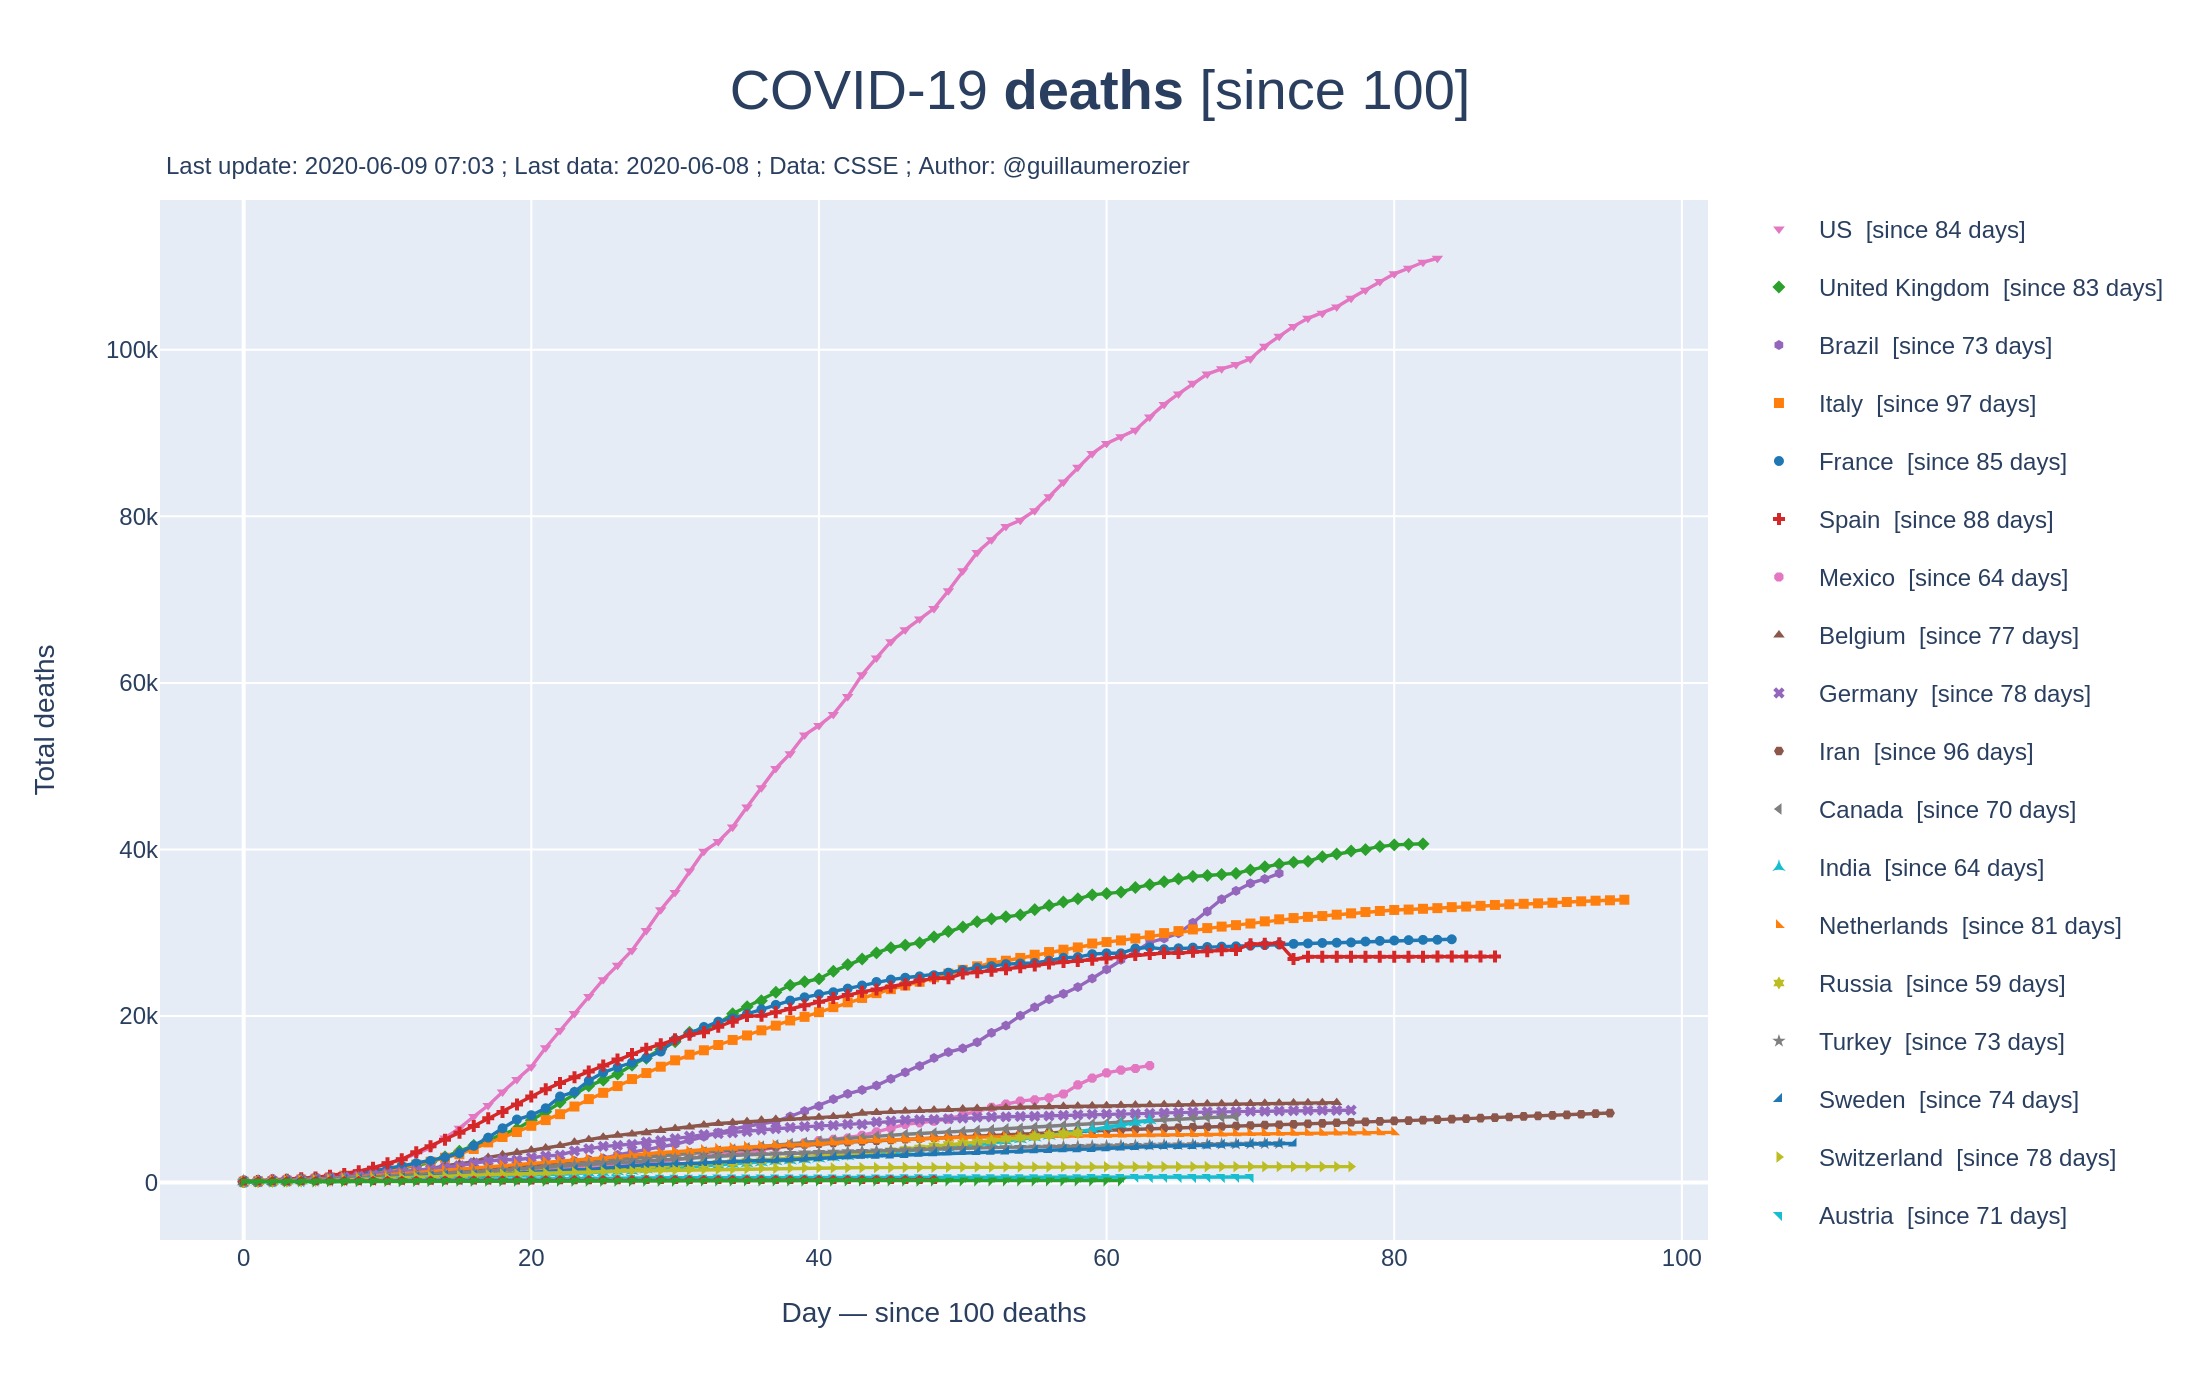 COVID-19 deaths [since 100]
Last update: 2020-06-09 07:03 ; Last data: 2020-06-08 ; Data: CSSE ; Author: @guillaumerozier
Total deaths
100k
80k
60k
40k
20k
0
0 20 40 60 80 100
Day — since 100 deaths
US [since 84 days]
United Kingdom [since 83 days]
Brazil [since 73 days]
Italy [since 97 days]
France [since 85 days]
Spain [since 88 days]
Mexico [since 64 days]
Belgium [since 77 days]
Germany [since 78 days]
Iran [since 96 days]
Canada [since 70 days]
India [since 64 days]
Netherlands [since 81 days]
Russia [since 59 days]
Turkey [since 73 days]
Sweden [since 74 days]
Switzerland [since 78 days]
Austria [since 71 days]